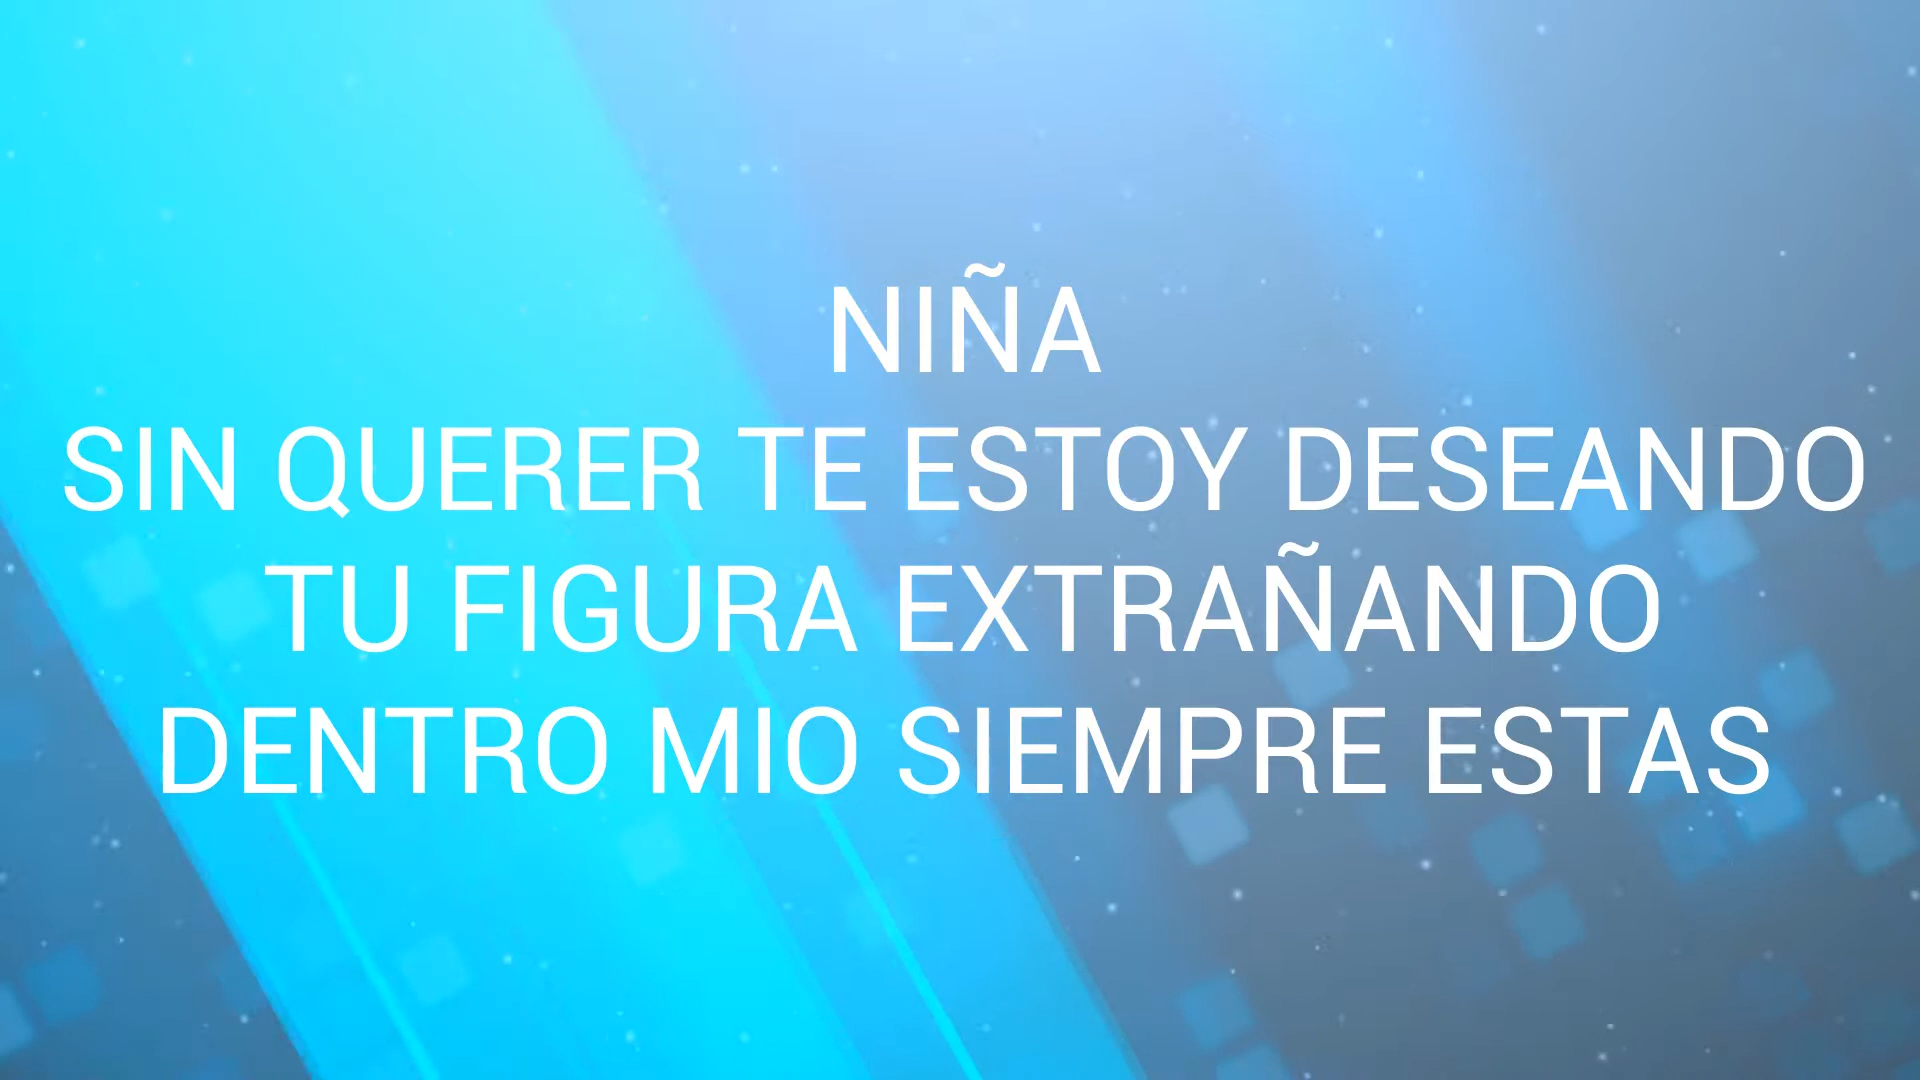 NIÑA
SIN QUERER TE ESTOY DESEANDO
TU FIGURA EXTRAÑANDO
DENTRO MIO SIEMPRE ESTAS